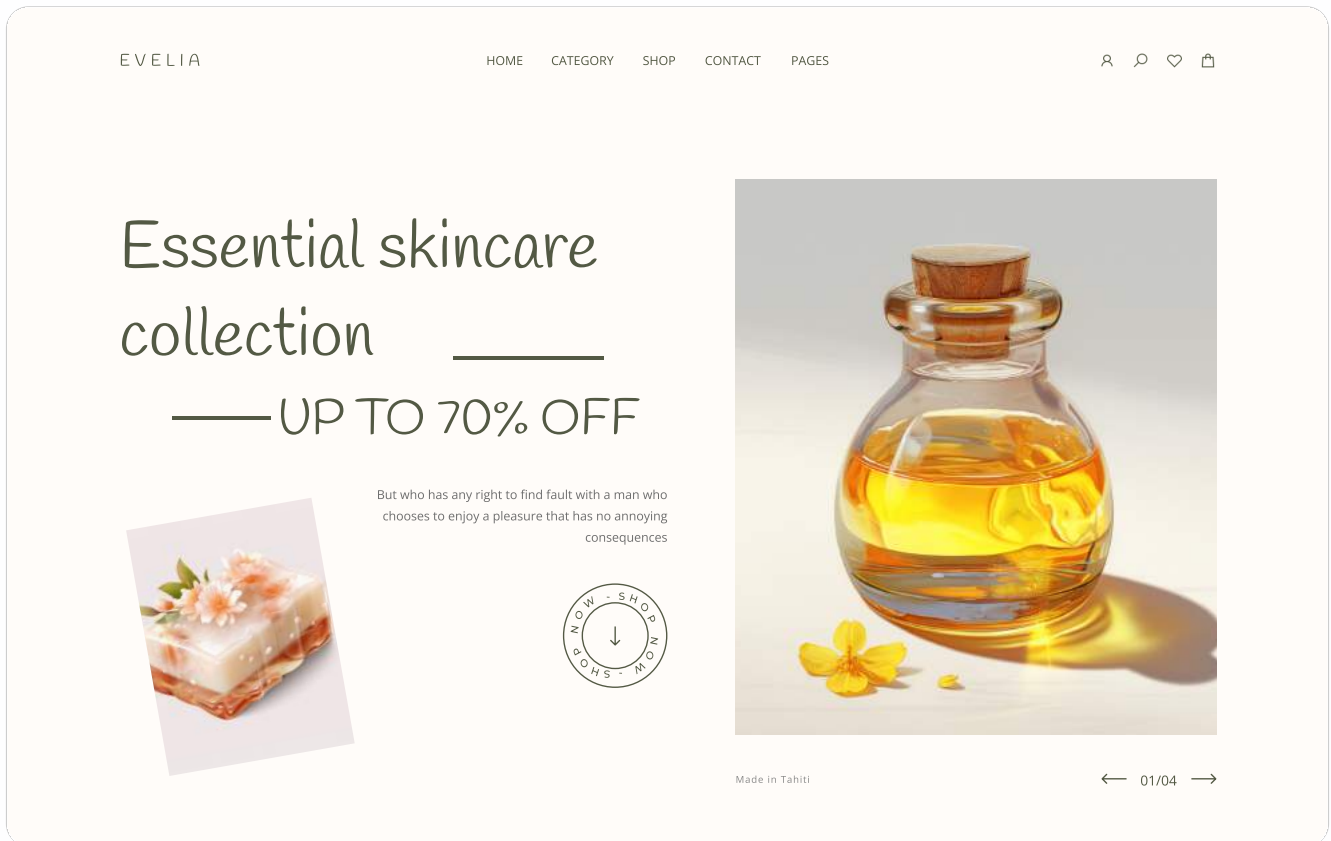 EVELIA
HOME CATEGORY SHOP CONTACT PAGES
Essential skincare
collection
UP TO 70% OFF
But who has any right to find fault with a man who
chooses to enjoy a pleasure that has no annoying
consequences
SHOP NOW - SHOP NOW -
Made in Tahiti
01/04